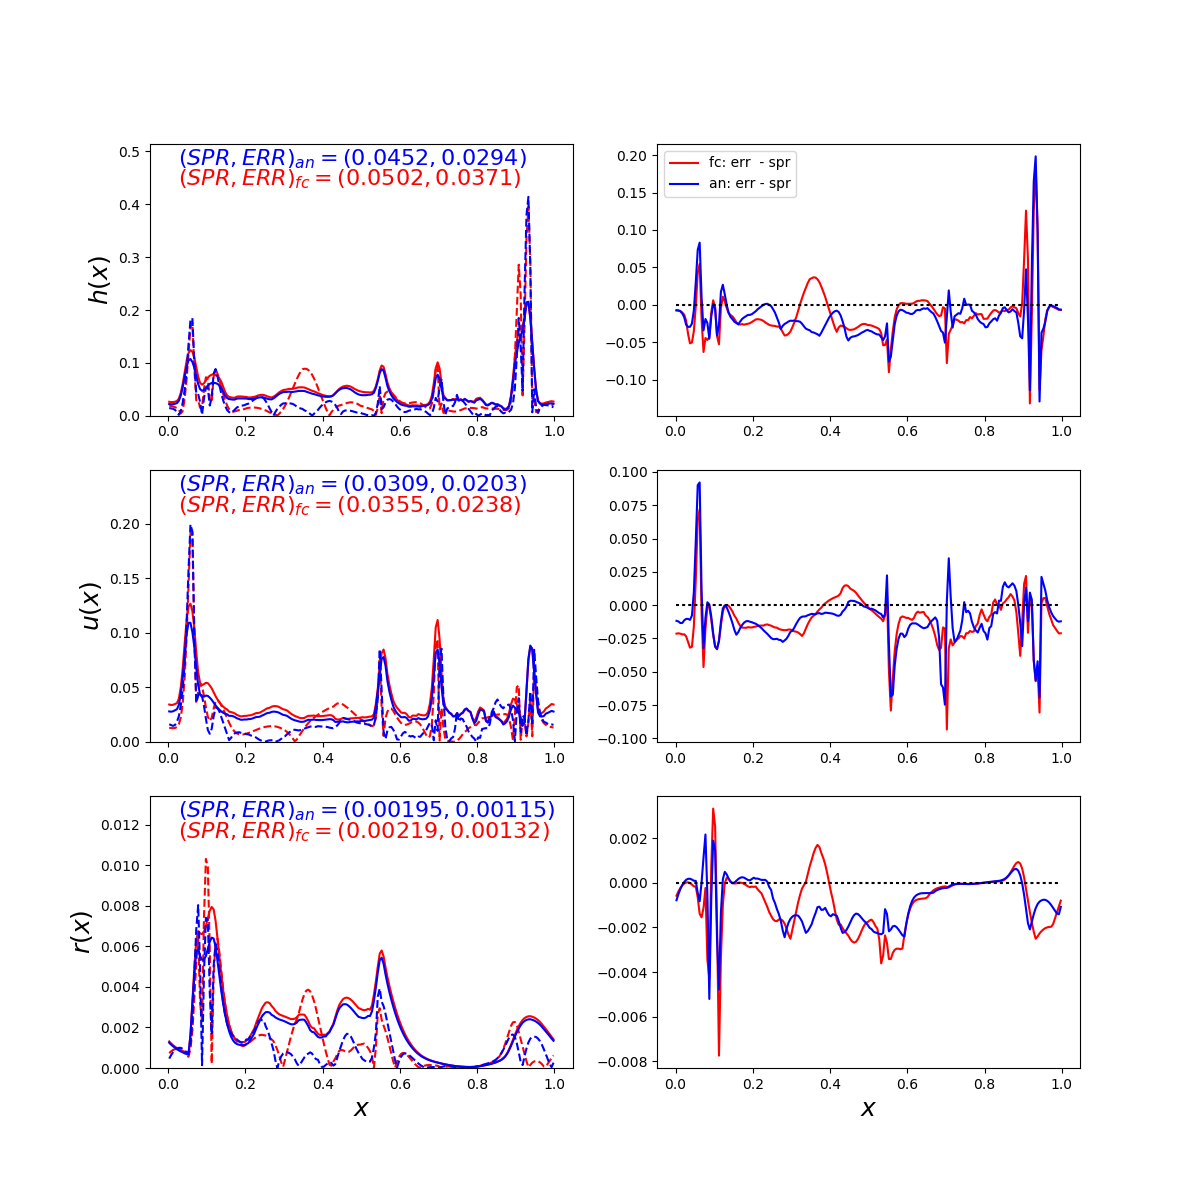 (SPR, ERR)an = (0.0452, 0.0294)
(SPR, ERR)fc = (0.0502, 0.0371)
h(x)
0.5
0.4
0.3
0.2
0.1
0.0
0.0 0.2 0.4 0.6 0.8 1.0
fc: err - spr
an: err - spr
0.20
0.15
0.10
0.05
0.00
−0.05
−0.10
0.0 0.2 0.4 0.6 0.8 1.0
(SPR, ERR)an = (0.0309, 0.0203)
(SPR, ERR)fc = (0.0355, 0.0238)
u(x)
0.20
0.15
0.10
0.05
0.00
0.0 0.2 0.4 0.6 0.8 1.0
0.100
0.075
0.050
0.025
0.000
−0.025
−0.050
−0.075
−0.100
0.0 0.2 0.4 0.6 0.8 1.0
(SPR, ERR)an = (0.00195, 0.00115)
(SPR, ERR)fc = (0.00219, 0.00132)
r(x)
0.012
0.010
0.008
0.006
0.004
0.002
0.000
0.0 0.2 0.4 0.6 0.8 1.0
x
0.002
0.000
−0.002
−0.004
−0.006
−0.008
0.0 0.2 0.4 0.6 0.8 1.0
x